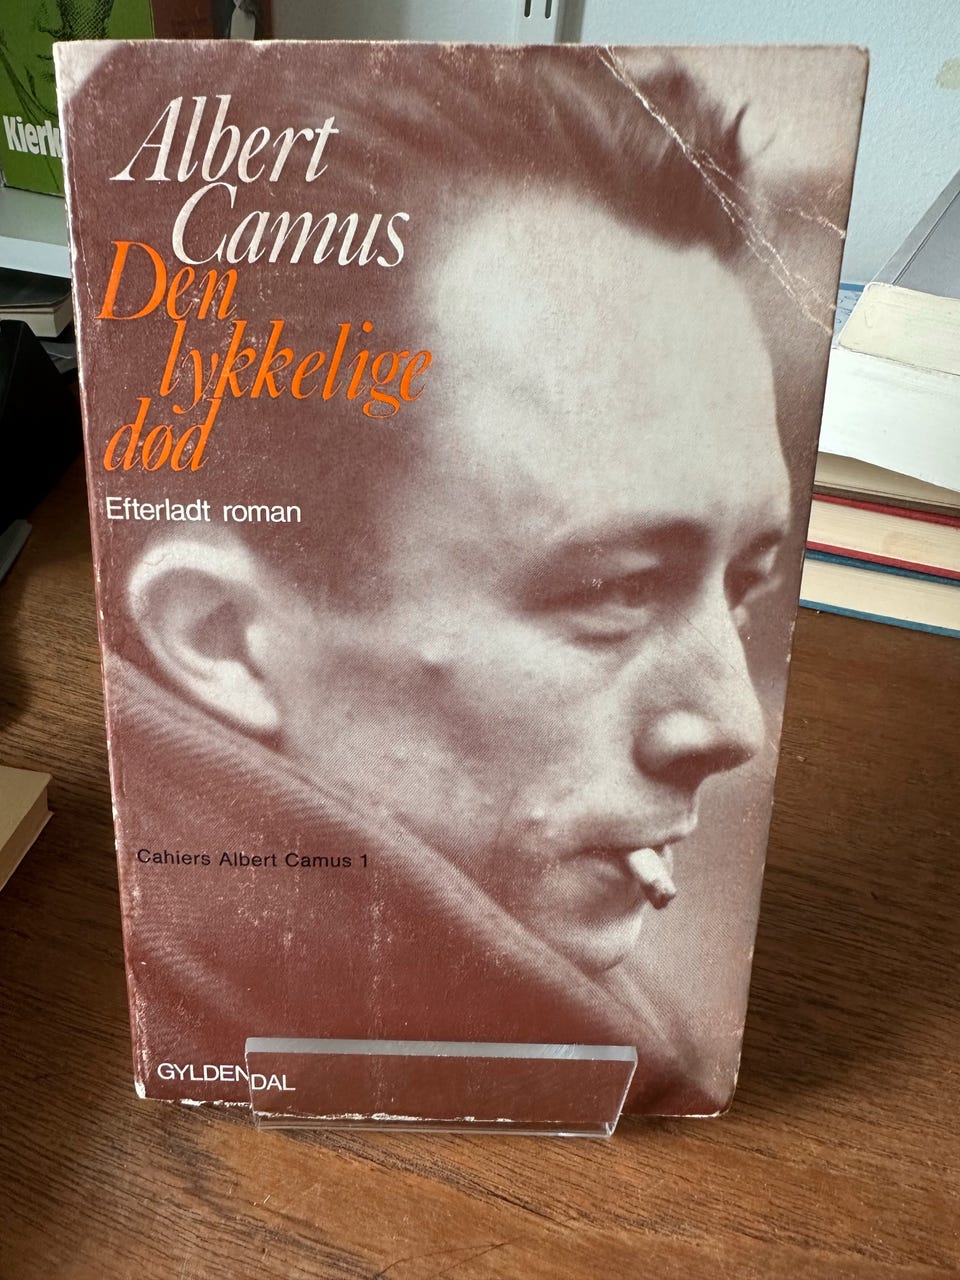 Albert
Camus
Den
lykkelige
død
Efterladt roman
Cahiers Albert Camus 1
GYLDENDAL